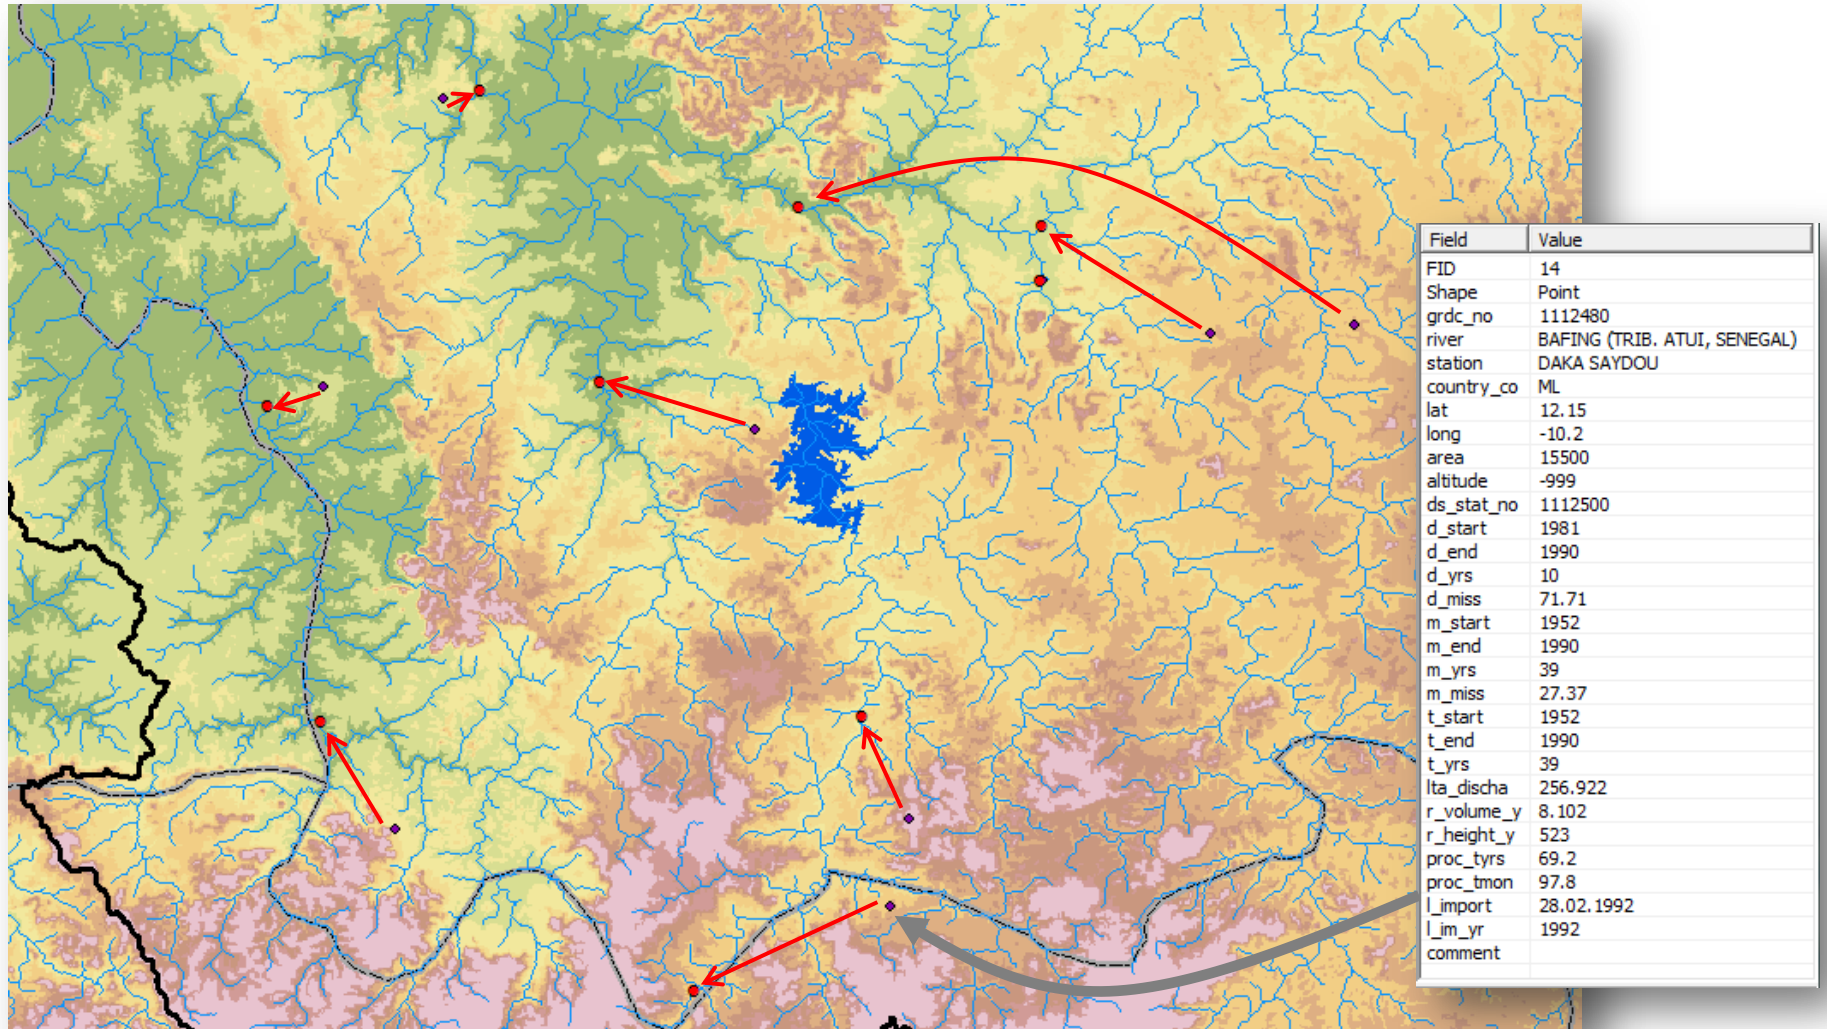 Field Value
FID 14
Shape Point
grdc_no 1112480
river BAFING (TRIB. ATUI, SENEGAL)
station DAKA SAYDOU
country_co ML
lat 12.15
long -10.2
area 15500
altitude -999
ds_stat_no 1112500
d_start 1981
d_end 1990
d_yrs 10
d_miss 71.71
m_start 1952
m_end 1990
m_yrs 39
m_miss 27.37
t_start 1952
t_end 1990
t_yrs 39
lta_discha 256.922
r_volume_y 8.102
r_height_y 523
proc_tyrs 69.2
proc_tmon 97.8
l_import 28.02.1992
l_im_yr 1992
comment